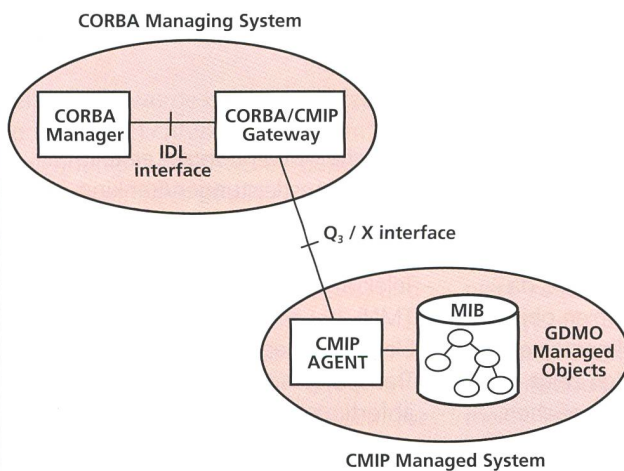 CORBA Managing System
CORBA
Manager
CORBA/CMIP
Gateway
IDL
interface
Q₃ / X interface
CMIP
AGENT
MIB
GDMO
Managed
Objects
CMIP Managed System